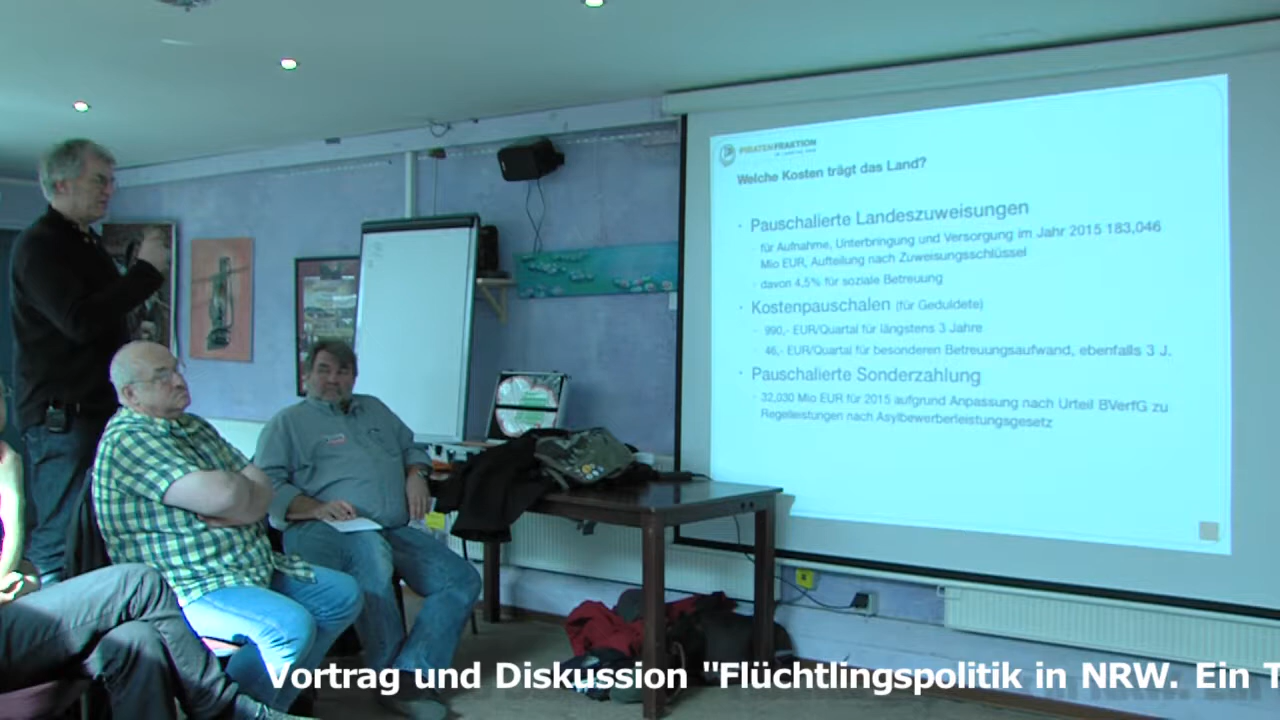 PIRATENFRAKTION
Welche Kosten trägt das Land?
· Pauschalierte Landeszuweisungen
- für Aufnahme, Unterbringung und Versorgung im Jahr 2015 183,046
Mio EUR, Aufteilung nach Zuweisungsschlüssel
- davon 4,5% für soziale Betreuung
· Kostenpauschalen (für Geduldete)
- 990,- EUR/Quartal für längstens 3 Jahre
- 46,- EUR/Quartal für besonderen Betreuungsaufwand, ebenfalls 3 J.
· Pauschalierte Sonderzahlung
- 32,030 Mio EUR für 2015 aufgrund Anpassung nach Urteil BVerfG zu
Regelleistungen nach Asylbewerberleistungsgesetz
Vortrag und Diskussion "Flüchtlingspolitik in NRW. Ein T